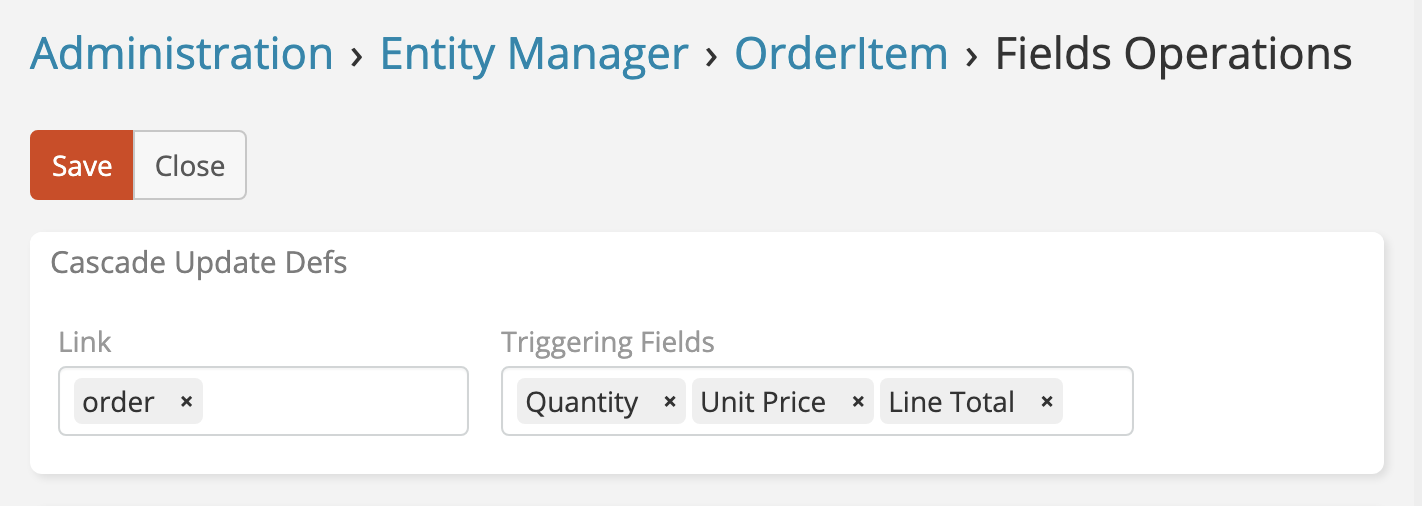 Administration › Entity Manager › OrderItem › Fields Operations
Save Close
Cascade Update Defs
Link Triggering Fields
order × Quantity × Unit Price × Line Total ×